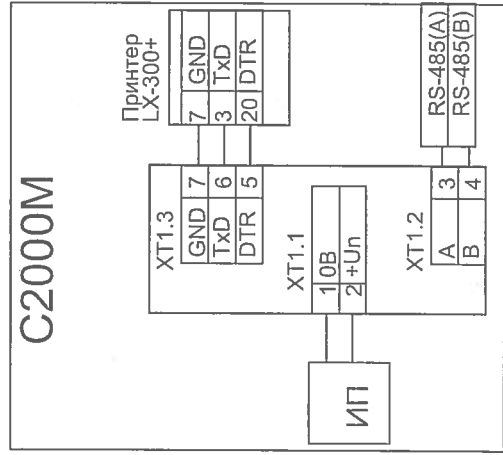 С2000М
Принтер
LX-300+
7 GND
3 TxD
20 DTR
XT1.3
GND 7
TxD 6
DTR 5
XT1.1
1 0В
2 +Uп
ИП
XT1.2
A 3
B 4
RS-485(A)
RS-485(B)